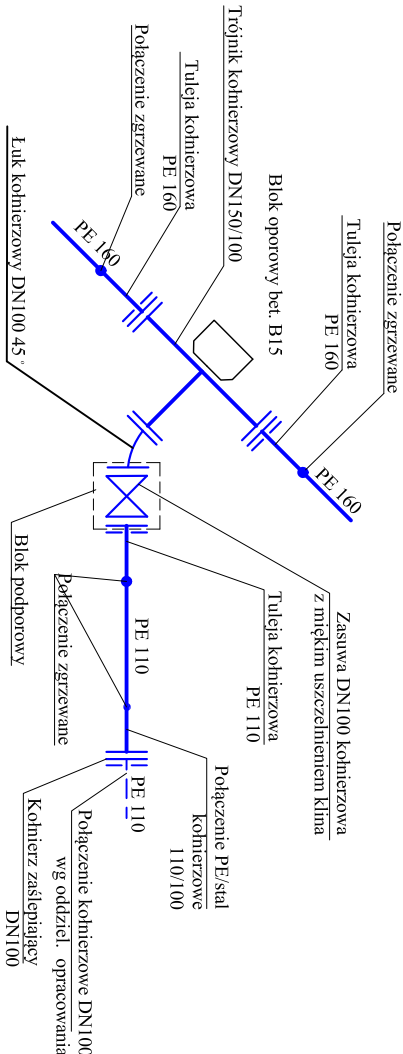 Trójnik kołnierzowy DN150/100
Tuleja kołnierzowa
PE 160
Połączenie zgrzewane
PE 160
Łuk kołnierzowy DN100 45°
Blok oporowy bet. B15
Połączenie zgrzewane
Tuleja kołnierzowa
PE 160
PE 160
Zasuwa DN100 kołnierzowa
z miękim uszczelnieniem klina
Tuleja kołnierzowa
PE 110
Blok podporowy
PE 110
Połączenie zgrzewane
Połączenie PE/stal
kołnierzowe
110/100
PE 110
Połączenie kołnierzowe DN100
wg oddziel. opracowania
Kołnierz zaślepiający
DN100